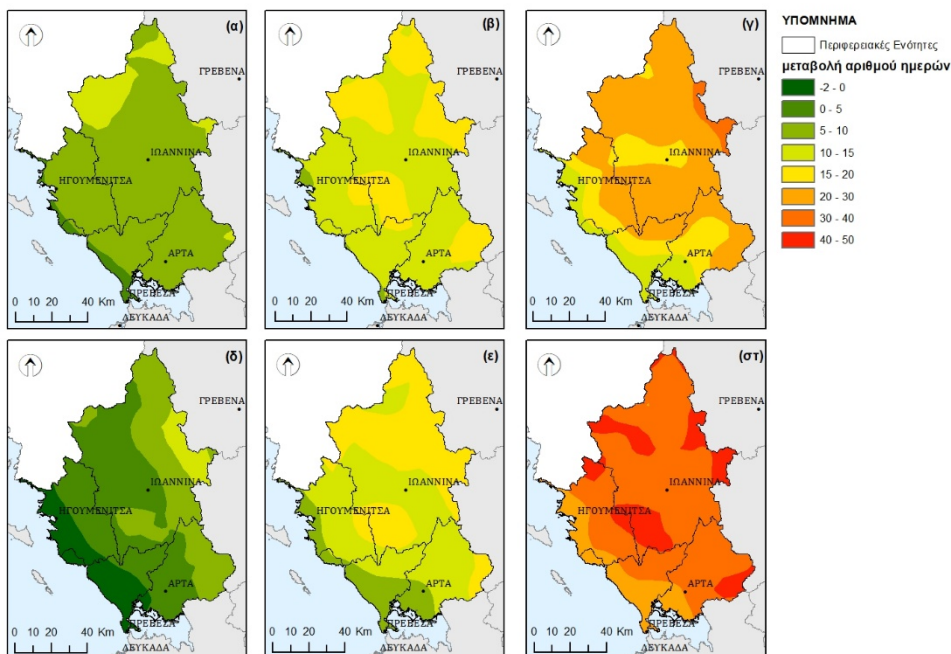 (α)
ΓΡΕΒΕΝΑ
ΙΩΑΝΝΙΝΑ
ΗΓΟΥΜΕΝΙΤΣΑ
ΑΡΤΑ
ΠΡΕΒΕΖΑ
ΛΕΥΚΑΔΑ
0 10 20 40 Km
(β)
ΓΡΕΒΕΝΑ
ΙΩΑΝΝΙΝΑ
ΗΓΟΥΜΕΝΙΤΣΑ
ΑΡΤΑ
ΠΡΕΒΕΖΑ
ΛΕΥΚΑΔΑ
0 10 20 40 Km
(γ)
ΓΡΕΒΕΝΑ
ΙΩΑΝΝΙΝΑ
ΗΓΟΥΜΕΝΙΤΣΑ
ΑΡΤΑ
ΠΡΕΒΕΖΑ
ΛΕΥΚΑΔΑ
0 10 20 40 Km
ΥΠΟΜΝΗΜΑ
Περιφερειακές Ενότητες
μεταβολή αριθμού ημερών
-2 - 0
0 - 5
5 - 10
10 - 15
15 - 20
20 - 30
30 - 40
40 - 50
(δ)
ΓΡΕΒΕΝΑ
ΙΩΑΝΝΙΝΑ
ΗΓΟΥΜΕΝΙΤΣΑ
ΑΡΤΑ
ΠΡΕΒΕΖΑ
ΛΕΥΚΑΔΑ
0 10 20 40 Km
(ε)
ΓΡΕΒΕΝΑ
ΙΩΑΝΝΙΝΑ
ΗΓΟΥΜΕΝΙΤΣΑ
ΑΡΤΑ
ΠΡΕΒΕΖΑ
ΛΕΥΚΑΔΑ
0 10 20 40 Km
(στ)
ΓΡΕΒΕΝΑ
ΙΩΑΝΝΙΝΑ
ΗΓΟΥΜΕΝΙΤΣΑ
ΑΡΤΑ
ΠΡΕΒΕΖΑ
ΛΕΥΚΑΔΑ
0 10 20 40 Km